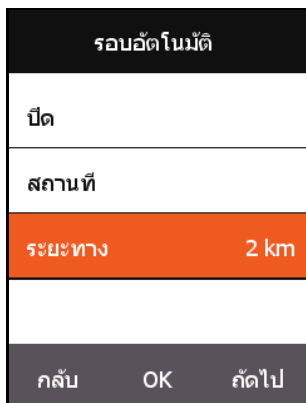 รอบอัตโนมัติ
ปิด
สถานที่
ระยะทาง 2 km
กลับ OK ถัดไป